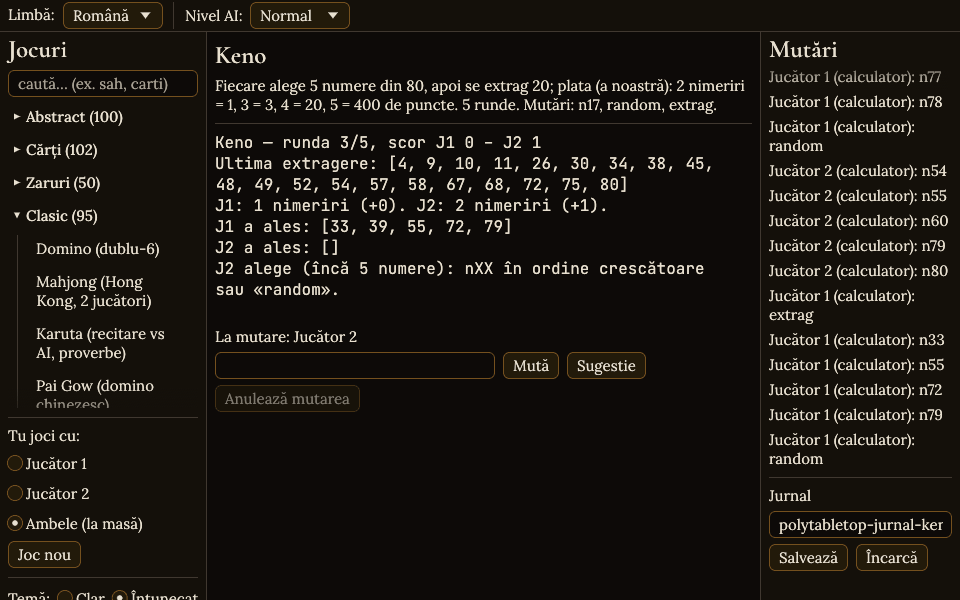 Limbă: Română ▼ Nivel AI: Normal ▼
Jocuri
caută... (ex. sah, carti)
▸ Abstract (100)
▸ Cărți (102)
▸ Zaruri (50)
▾ Clasic (95)
Domino (dublu-6)
Mahjong (Hong
Kong, 2 jucători)
Karuta (recitare vs
AI, proverbe)
Pai Gow (domino
chinezesc)
Tu joci cu:
Jucător 1
Jucător 2
Ambele (la masă)
Joc nou
Temă: Clar Întunecat
Keno
Fiecare alege 5 numere din 80, apoi se extrag 20; plata (a noastră): 2 nimeriri
= 1, 3 = 3, 4 = 20, 5 = 400 de puncte. 5 runde. Mutări: n17, random, extrag.
Keno — runda 3/5, scor J1 0 – J2 1
Ultima extragere: [4, 9, 10, 11, 26, 30, 34, 38, 45,
48, 49, 52, 54, 57, 58, 67, 68, 72, 75, 80]
J1: 1 nimeriri (+0). J2: 2 nimeriri (+1).
J1 a ales: [33, 39, 55, 72, 79]
J2 a ales: []
J2 alege (încă 5 numere): nXX în ordine crescătoare
sau «random».
La mutare: Jucător 2
Mută Sugestie
Anulează mutarea
Mutări
Jucător 1 (calculator): n77
Jucător 1 (calculator): n78
Jucător 1 (calculator):
random
Jucător 2 (calculator): n54
Jucător 2 (calculator): n55
Jucător 2 (calculator): n60
Jucător 2 (calculator): n79
Jucător 2 (calculator): n80
Jucător 1 (calculator):
extrag
Jucător 1 (calculator): n33
Jucător 1 (calculator): n55
Jucător 1 (calculator): n72
Jucător 1 (calculator): n79
Jucător 1 (calculator):
random
Jurnal
polytabletop-jurnal-ker
Salvează Încarcă